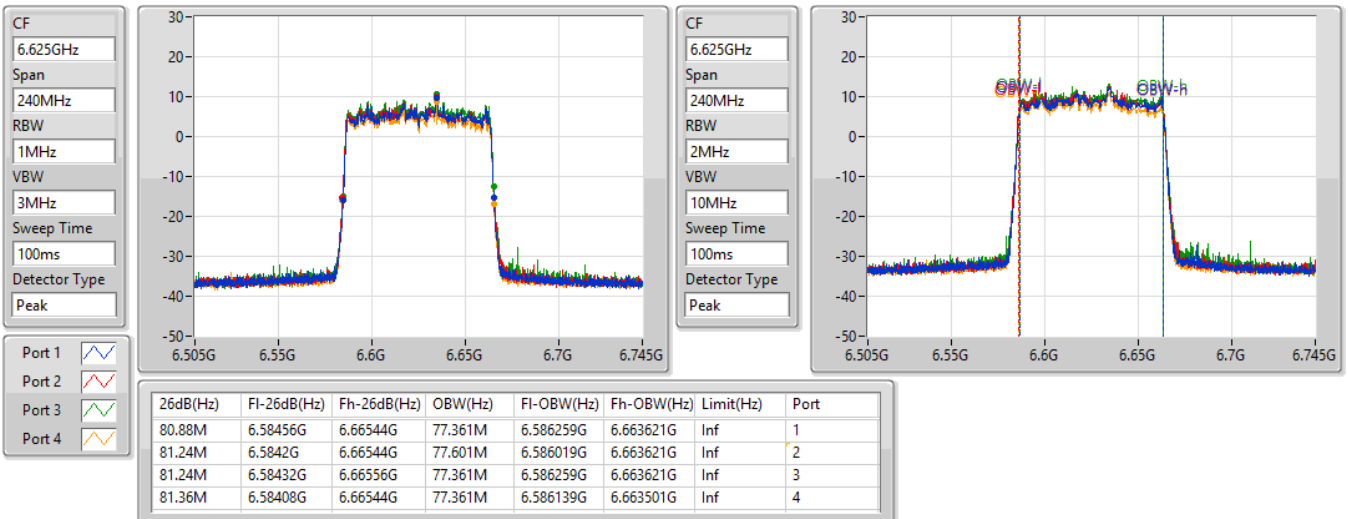 CF
6.625GHz
Span
240MHz
RBW
1MHz
VBW
3MHz
Sweep Time
100ms
Detector Type
Peak
30
20
10
0
-10
-20
-30
-40
-50
6.505G 6.55G 6.6G 6.65G 6.7G 6.745G
CF
6.625GHz
Span
240MHz
RBW
2MHz
VBW
10MHz
Sweep Time
100ms
Detector Type
Peak
30
20
10
0
-10
-20
-30
-40
-50
OBW-l OBW-h
6.505G 6.55G 6.6G 6.65G 6.7G 6.745G
Port 1
Port 2
Port 3
Port 4
26dB(Hz) Fl-26dB(Hz) Fh-26dB(Hz) OBW(Hz) Fl-OBW(Hz) Fh-OBW(Hz) Limit(Hz) Port
80.88M 6.58456G 6.66544G 77.361M 6.586259G 6.663621G Inf 1
81.24M 6.5842G 6.66544G 77.601M 6.586019G 6.663621G Inf 2
81.24M 6.58432G 6.66556G 77.361M 6.586259G 6.663621G Inf 3
81.36M 6.58408G 6.66544G 77.361M 6.586139G 6.663501G Inf 4